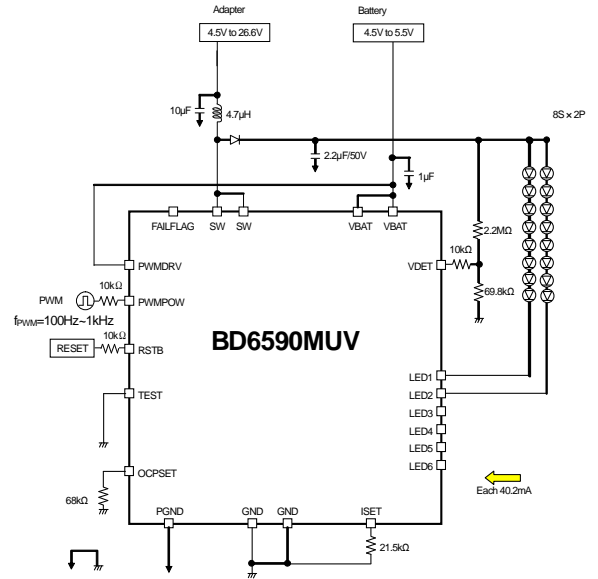 Adapter
Battery
4.5V to 26.6V
4.5V to 5.5V
10μF
4.7μH
8S × 2P
2.2μF/50V
1μF
FAILFLAG
SW
SW
VBAT
VBAT
2.2MΩ
10kΩ
PWMDRV
VDET
10kΩ
69.8kΩ
PWM
PWMPOW
fPWM=100Hz~1kHz
10kΩ
BD6590MUV
RESET
RSTB
LED1
TEST
LED2
LED3
LED4
LED5
LED6
OCPSET
68kΩ
Each 40.2mA
PGND
GND
GND
ISET
21.5kΩ